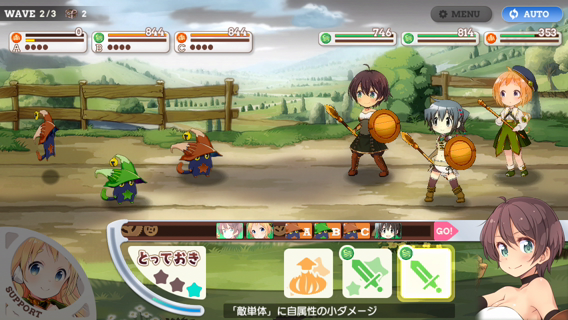 WAVE 2/3 2
MENU
AUTO
A 0
B 844
C 844
746
814
353
A B C GO!
とっておき
SUPPORT
「敵単体」に自属性の小ダメージ